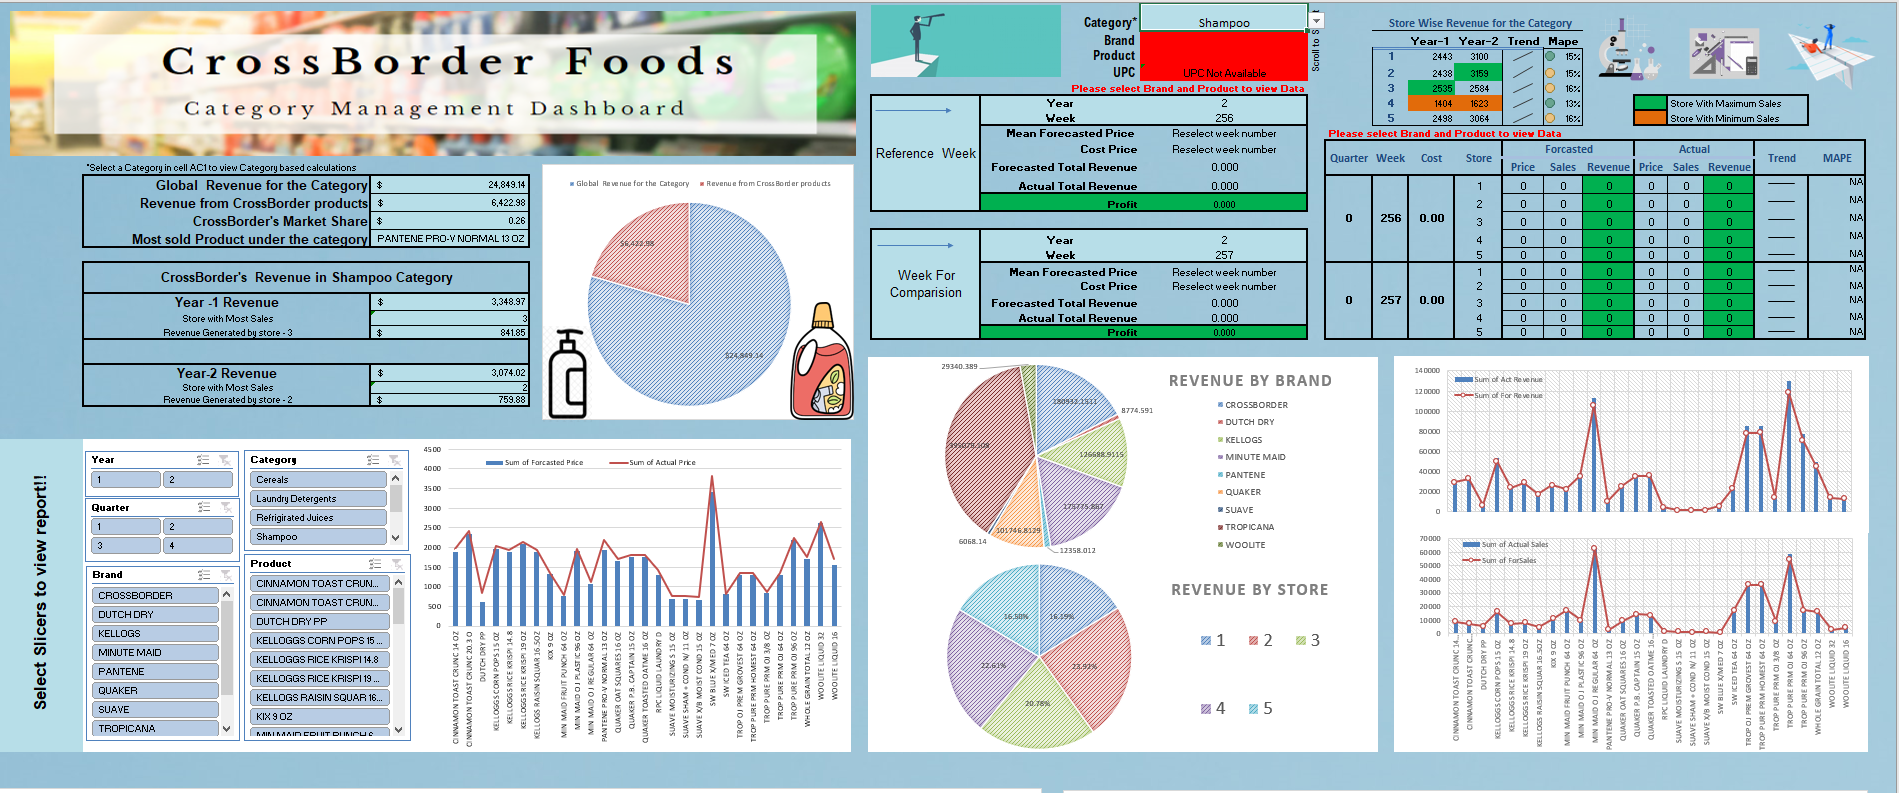 CrossBorder Foods
Category Management Dashboard
*Select a Category in cell AC1 to view Category based calculations
Global Revenue for the Category $ 24,849.14
Revenue from CrossBorder products $ 6,422.98
CrossBorder's Market Share $ 0.26
Most sold Product under the category PANTENE PRO-V NORMAL 13 OZ
CrossBorder's Revenue in Shampoo Category
Year -1 Revenue $ 3,348.97
Store with Most Sales 3
Revenue Generated by store - 3 $ 841.85
Year-2 Revenue $ 3,074.02
Store with Most Sales 2
Revenue Generated by store - 2 $ 759.88
Global Revenue for the Category Revenue from CrossBorder products
$6,422.98
$24,849.14
Category* Shampoo
Brand
Product
UPC UPC Not Available
Scroll to S
Please select Brand and Product to view Data
Reference Week
Year 2
Week 256
Mean Forecasted Price Reselect week number
Cost Price Reselect week number
Forecasted Total Revenue 0.000
Actual Total Revenue 0.000
Profit 0.000
Week For
Comparision
Year 2
Week 257
Mean Forecasted Price Reselect week number
Cost Price Reselect week number
Forecasted Total Revenue 0.000
Actual Total Revenue 0.000
Profit 0.000
Store Wise Revenue for the Category
Year-1 Year-2 Trend Mape
1 2443 3100 15%
2 2438 3159 15%
3 2535 2584 16%
4 1404 1623 13%
5 2498 3064 16%
Store With Maximum Sales
Store With Minimum Sales
Please select Brand and Product to view Data
Quarter Week Cost Store Forcasted Actual Trend MAPE
Price Sales Revenue Price Sales Revenue
0 256 0.00
1 0 0 0 0 0 0 NA
2 0 0 0 0 0 0 NA
3 0 0 0 0 0 0 NA
4 0 0 0 0 0 0 NA
5 0 0 0 0 0 0 NA
0 257 0.00
1 0 0 0 0 0 0 NA
2 0 0 0 0 0 0 NA
3 0 0 0 0 0 0 NA
4 0 0 0 0 0 0 NA
5 0 0 0 0 0 0 NA
Select Slicers to view report!!
Year
1 2
Quarter
1 2
3 4
Brand
CROSSBORDER
DUTCH DRY
KELLOGS
MINUTE MAID
PANTENE
QUAKER
SUAVE
TROPICANA
Category
Cereals
Laundry Detergents
Refrigirated Juices
Shampoo
Product
CINNAMON TOAST CRUN...
CINNAMON TOAST CRUN...
DUTCH DRY PP
KELLOGGS CORN POPS 15 ...
KELLOGGS RICE KRISPI 14.8
KELLOGGS RICE KRISPI 19 ...
KELLOGS RAISIN SQUAR 16...
KIX 9 OZ
MIN MAID FRUIT PUNCH 6
Sum of Forcasted Price Sum of Actual Price
4500
4000
3500
3000
2500
2000
1500
1000
500
0
CINNAMON TOAST CRUNC 14 OZ
CINNAMON TOAST CRUNC 20.3 O
DUTCH DRY PP
KELLOGGS CORN POPS 15 OZ
KELLOGGS RICE KRISPI 14.8
KELLOGGS RICE KRISPI 19 OZ
KELLOGS RAISIN SQUAR 16.5OZ
KIX 9 OZ
MIN MAID FRUIT PUNCH 64 OZ
MIN MAID O J PLASTIC 96 OZ
MIN MAID OJ REGULAR 64 OZ
PANTENE PRO-V NORMAL 13 OZ
QUAKER OAT SQUARES 16 OZ
QUAKER P.B. CAPTAIN 15 OZ
QUAKER TOASTED OATME 16 OZ
RPC LIQUID LAUNDRY D
SUAVE MOISTURIZING S 15 OZ
SUAVE SHAM + COND N/ 11 OZ
SUAVE X/B MOIST COND 15 OZ
SW BLUE X/MED 7 OZ
SW ICED TEA 64 OZ
TROP OJ PRE M GROVEST 64 OZ
TROP PURE PRM HOMEST 64 OZ
TROP PURE PRM OJ 3/8 OZ
TROP PURE PRM OJ 64 OZ
TROP PURE PRM OJ 96 OZ
WHOLE GRAIN TOTAL 12 OZ
WOOLITE LIQUID 32
WOOLITE LIQUID 16
REVENUE BY BRAND
29340.389
180932.1511
8774.591
126688.9115
175775.867
12358.012
101746.8129
6068.14
CROSSBORDER
DUTCH DRY
KELLOGS
MINUTE MAID
PANTENE
QUAKER
SUAVE
TROPICANA
WOOLITE
REVENUE BY STORE
16.50% 16.19%
22.61% 23.92%
20.78%
1 2 3
4 5
Sum of Act Revenue
Sum of For Revenue
140000
120000
100000
80000
60000
40000
20000
0
Sum of Actual Sales
Sum of ForSales
70000
60000
50000
40000
30000
20000
10000
0
CINNAMON TOAST CRUNC 14...
CINNAMON TOAST CRUNC
DUTCH DRY PP
KELLOGGS CORN POPS 15 OZ
KELLOGGS RICE KRISPI 14.8
KELLOGGS RICE KRISPI 19 OZ
KELLOGS RAISIN SQUAR 16.5OZ
KIX 9 OZ
MIN MAID FRUIT PUNCH 64 OZ
MIN MAID O J PLASTIC 96 OZ
MIN MAID OJ REGULAR 64 OZ
PANTENE PRO-V NORMAL 13 OZ
QUAKER OAT SQUARES 16 OZ
QUAKER P.B. CAPTAIN 15 OZ
QUAKER TOASTED OATME 16
RPC LIQUID LAUNDRY D
SUAVE MOISTURIZING S 15 OZ
SUAVE SHAM + COND N/ 11 OZ
SUAVE X/B MOIST COND 15 OZ
SW BLUE X/MED 7 OZ
SW ICED TEA 64 OZ
TROP OJ PRE M GROVEST 64 OZ
TROP PURE PRM HOMEST 64 OZ
TROP PURE PRM OJ 3/8 OZ
TROP PURE PRM OJ 64 OZ
TROP PURE PRM OJ 96 OZ
WHOLE GRAIN TOTAL 12 OZ
WOOLITE LIQUID 32
WOOLITE LIQUID 16